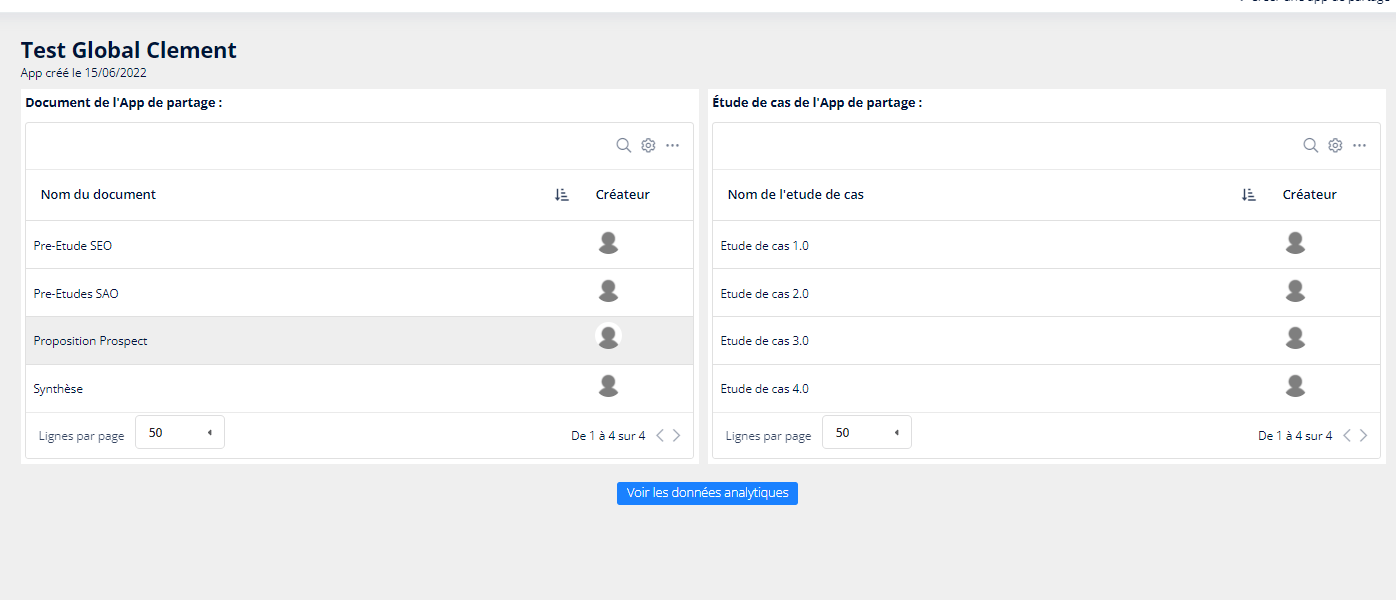 Test Global Clement
App créé le 15/06/2022
Document de l'App de partage :
Nom du document Créateur
Pre-Etude SEO
Pre-Etudes SAO
Proposition Prospect
Synthèse
Lignes par page 50 De 1 à 4 sur 4
Étude de cas de l'App de partage :
Nom de l'etude de cas Créateur
Etude de cas 1.0
Etude de cas 2.0
Etude de cas 3.0
Etude de cas 4.0
Lignes par page 50 De 1 à 4 sur 4
Voir les données analytiques